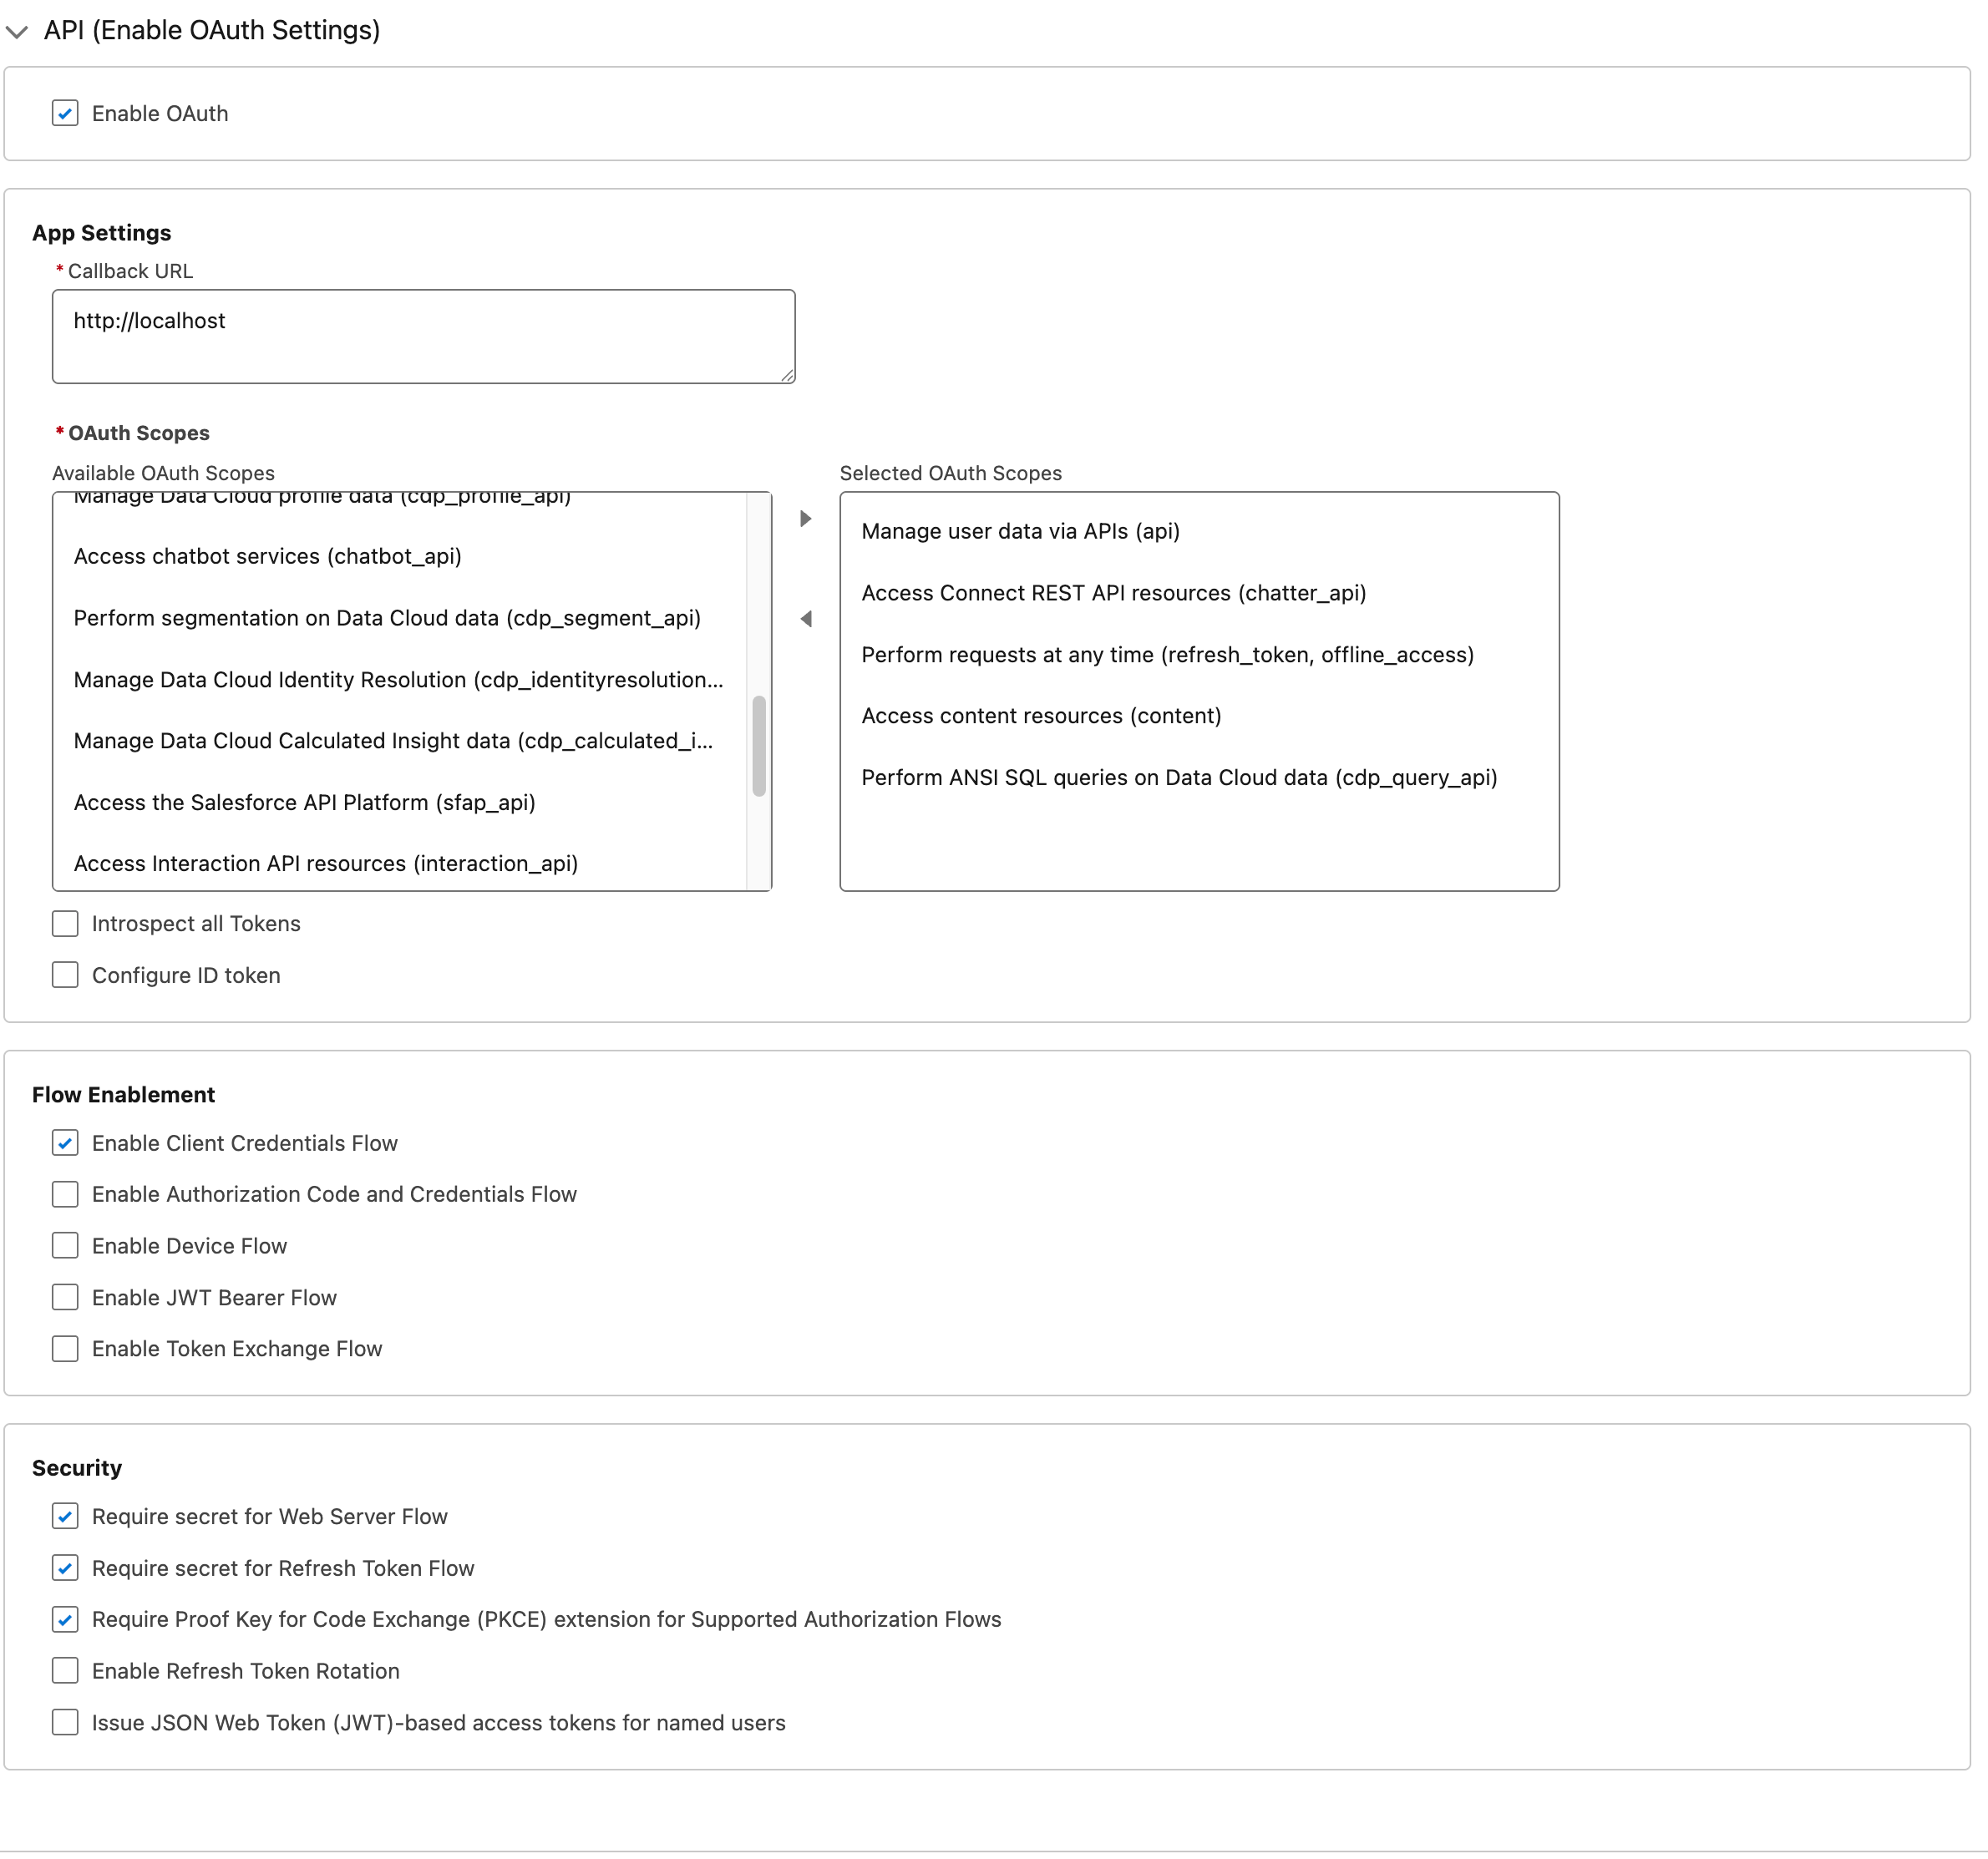 API (Enable OAuth Settings)
Enable OAuth
App Settings
* Callback URL
http://localhost
* OAuth Scopes
Available OAuth Scopes
Manage Data Cloud profile data (cdp_profile_api)
Access chatbot services (chatbot_api)
Perform segmentation on Data Cloud data (cdp_segment_api)
Manage Data Cloud Identity Resolution (cdp_identityresolution...
Manage Data Cloud Calculated Insight data (cdp_calculated_i...
Access the Salesforce API Platform (sfap_api)
Access Interaction API resources (interaction_api)
Selected OAuth Scopes
Manage user data via APIs (api)
Access Connect REST API resources (chatter_api)
Perform requests at any time (refresh_token, offline_access)
Access content resources (content)
Perform ANSI SQL queries on Data Cloud data (cdp_query_api)
Introspect all Tokens
Configure ID token
Flow Enablement
Enable Client Credentials Flow
Enable Authorization Code and Credentials Flow
Enable Device Flow
Enable JWT Bearer Flow
Enable Token Exchange Flow
Security
Require secret for Web Server Flow
Require secret for Refresh Token Flow
Require Proof Key for Code Exchange (PKCE) extension for Supported Authorization Flows
Enable Refresh Token Rotation
Issue JSON Web Token (JWT)-based access tokens for named users